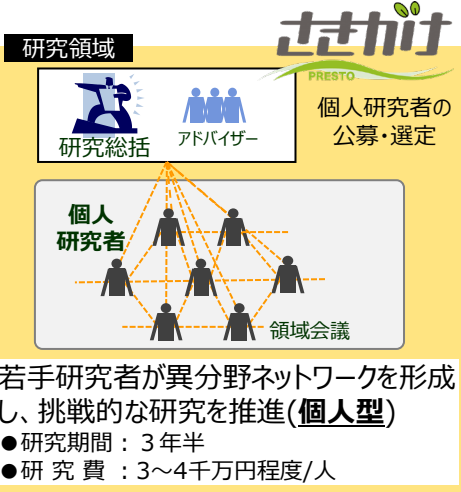 さきがけ
PRESTO
研究領域
研究総括
アドバイザー
個人研究者の
公募・選定
個人
研究者
領域会議
若手研究者が異分野ネットワークを形成
し、挑戦的な研究を推進(個人型)
●研究期間：３年半
●研 究 費 ：3～4千万円程度/人